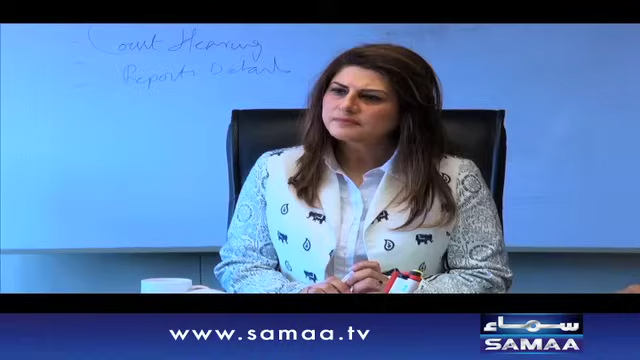 Court Hearing
Reports Details
www.samaa.tv
سماء
SAMAA